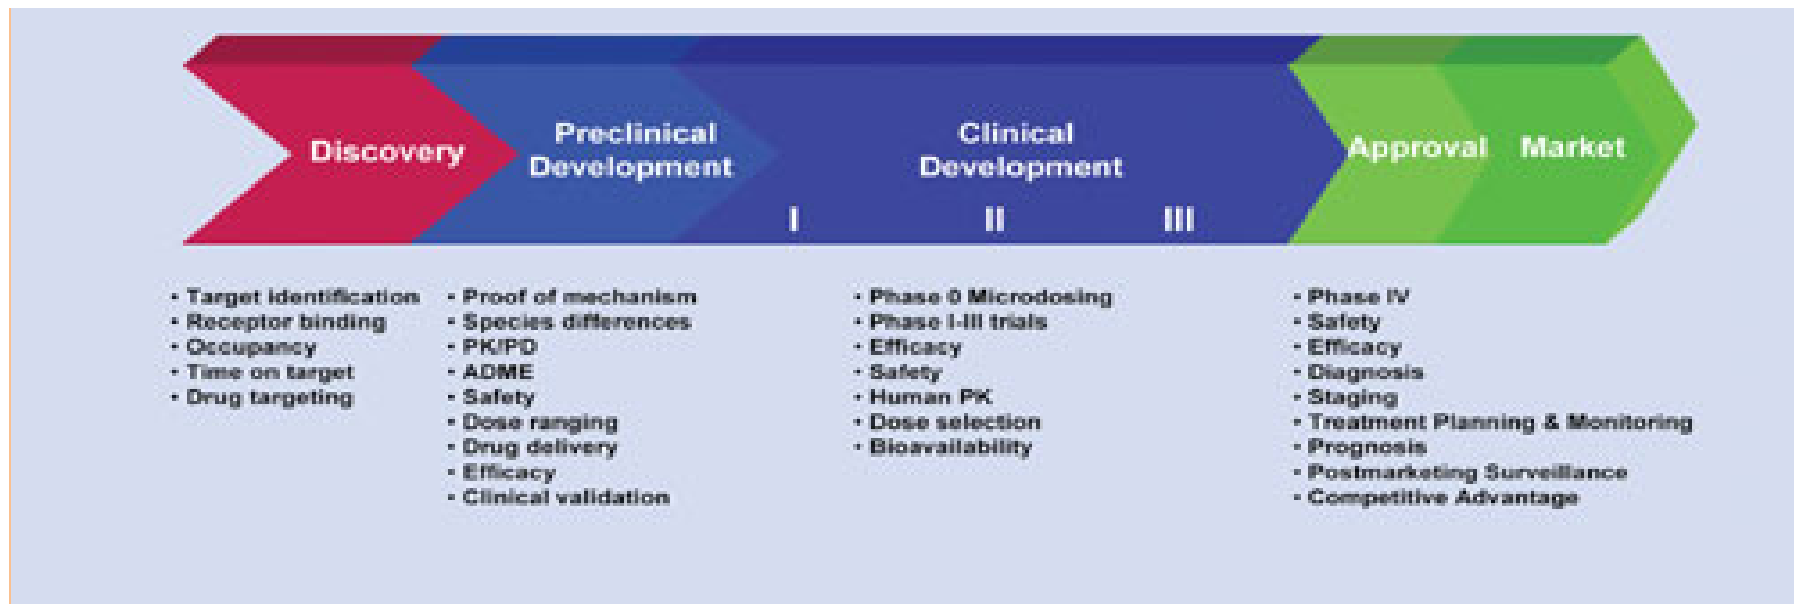 Discovery
Preclinical
Development
Clinical
Development
I
II
III
Approval
Market
• Target identification
• Receptor binding
• Occupancy
• Time on target
• Drug targeting
• Proof of mechanism
• Species differences
• PK/PD
• ADME
• Safety
• Dose ranging
• Drug delivery
• Efficacy
• Clinical validation
• Phase 0 Microdosing
• Phase I-III trials
• Efficacy
• Safety
• Human PK
• Dose selection
• Bioavailability
• Phase IV
• Safety
• Efficacy
• Diagnosis
• Staging
• Treatment Planning & Monitoring
• Prognosis
• Postmarketing Surveillance
• Competitive Advantage